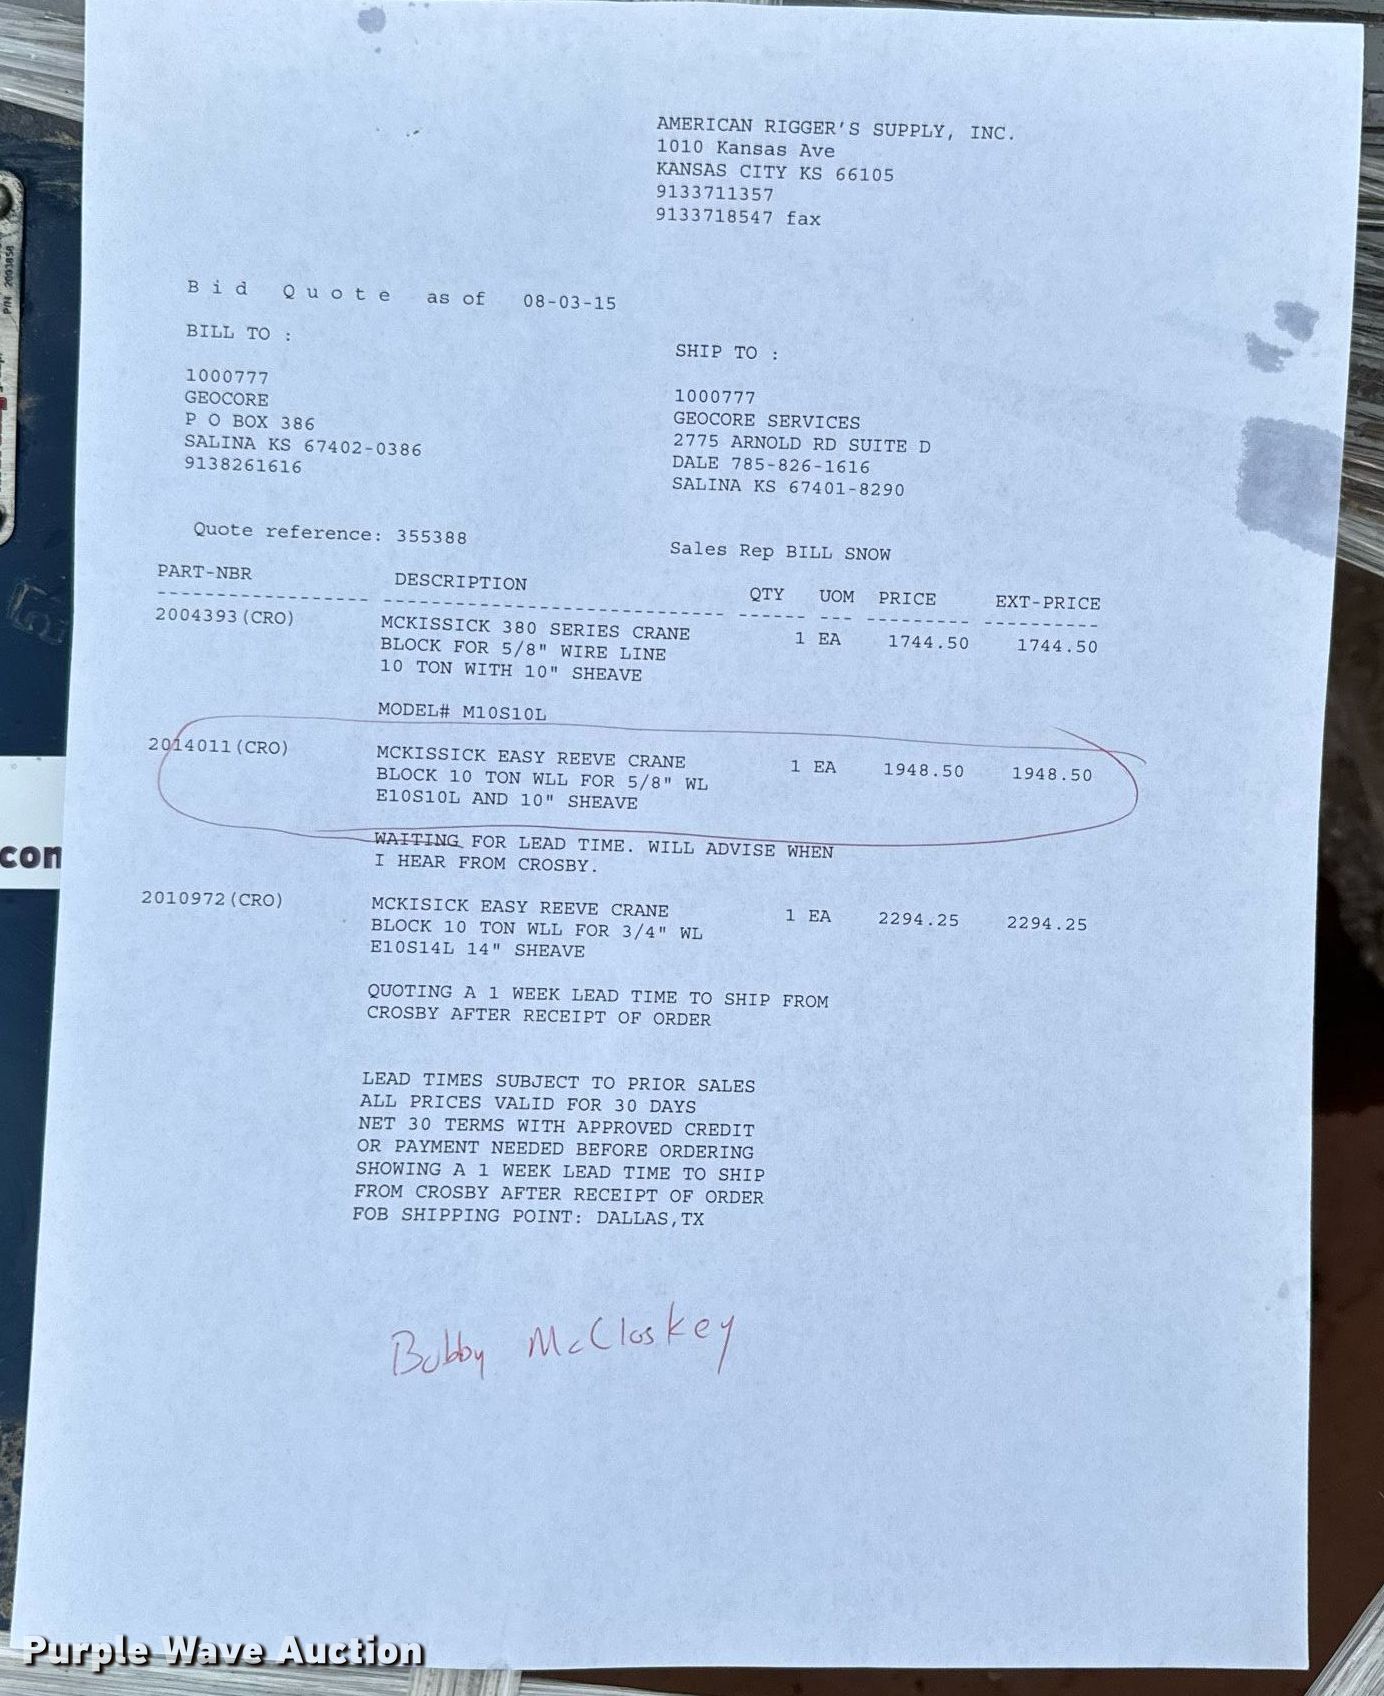 AMERICAN RIGGER'S SUPPLY, INC.
1010 Kansas Ave
KANSAS CITY KS 66105
9133711357
9133718547 fax
P/N 2003858
Bid Quote as of 08-03-15
BILL TO :
SHIP TO :
1000777
GEOCORE
P O BOX 386
SALINA KS 67402-0386
9138261616
1000777
GEOCORE SERVICES
2775 ARNOLD RD SUITE D
DALE 785-826-1616
SALINA KS 67401-8290
Quote reference: 355388
Sales Rep BILL SNOW
PART-NBR DESCRIPTION QTY UOM PRICE EXT-PRICE
2004393(CRO) MCKISSICK 380 SERIES CRANE 1 EA 1744.50 1744.50
BLOCK FOR 5/8" WIRE LINE
10 TON WITH 10" SHEAVE
MODEL# M10S10L
2014011(CRO) MCKISSICK EASY REEVE CRANE 1 EA 1948.50 1948.50
BLOCK 10 TON WLL FOR 5/8" WL
E10S10L AND 10" SHEAVE
WAITING FOR LEAD TIME. WILL ADVISE WHEN
I HEAR FROM CROSBY.
com
2010972(CRO) MCKISICK EASY REEVE CRANE 1 EA 2294.25 2294.25
BLOCK 10 TON WLL FOR 3/4" WL
E10S14L 14" SHEAVE
QUOTING A 1 WEEK LEAD TIME TO SHIP FROM
CROSBY AFTER RECEIPT OF ORDER
LEAD TIMES SUBJECT TO PRIOR SALES
ALL PRICES VALID FOR 30 DAYS
NET 30 TERMS WITH APPROVED CREDIT
OR PAYMENT NEEDED BEFORE ORDERING
SHOWING A 1 WEEK LEAD TIME TO SHIP
FROM CROSBY AFTER RECEIPT OF ORDER
FOB SHIPPING POINT: DALLAS,TX
Bobby McCloskey
Purple Wave Auction